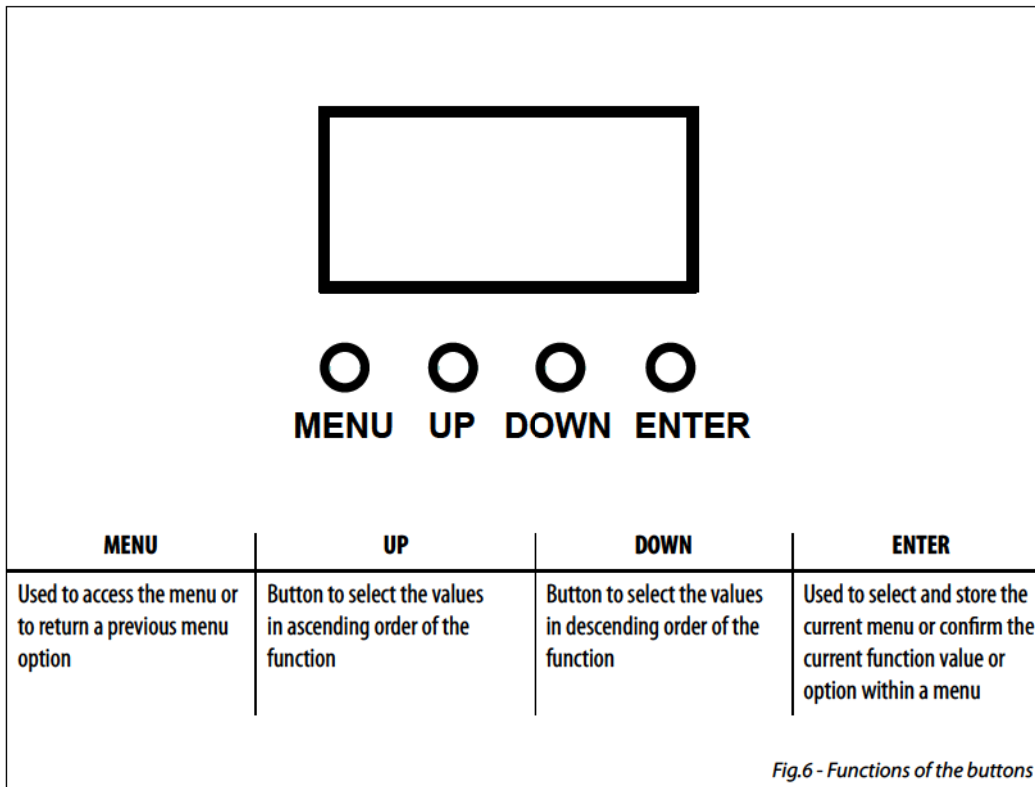 MENU UP DOWN ENTER
MENU UP DOWN ENTER
Used to access the menu or
to return a previous menu
option
Button to select the values
in ascending order of the
function
Button to select the values
in descending order of the
function
Used to select and store the
current menu or confirm the
current function value or
option within a menu
Fig.6 - Functions of the buttons